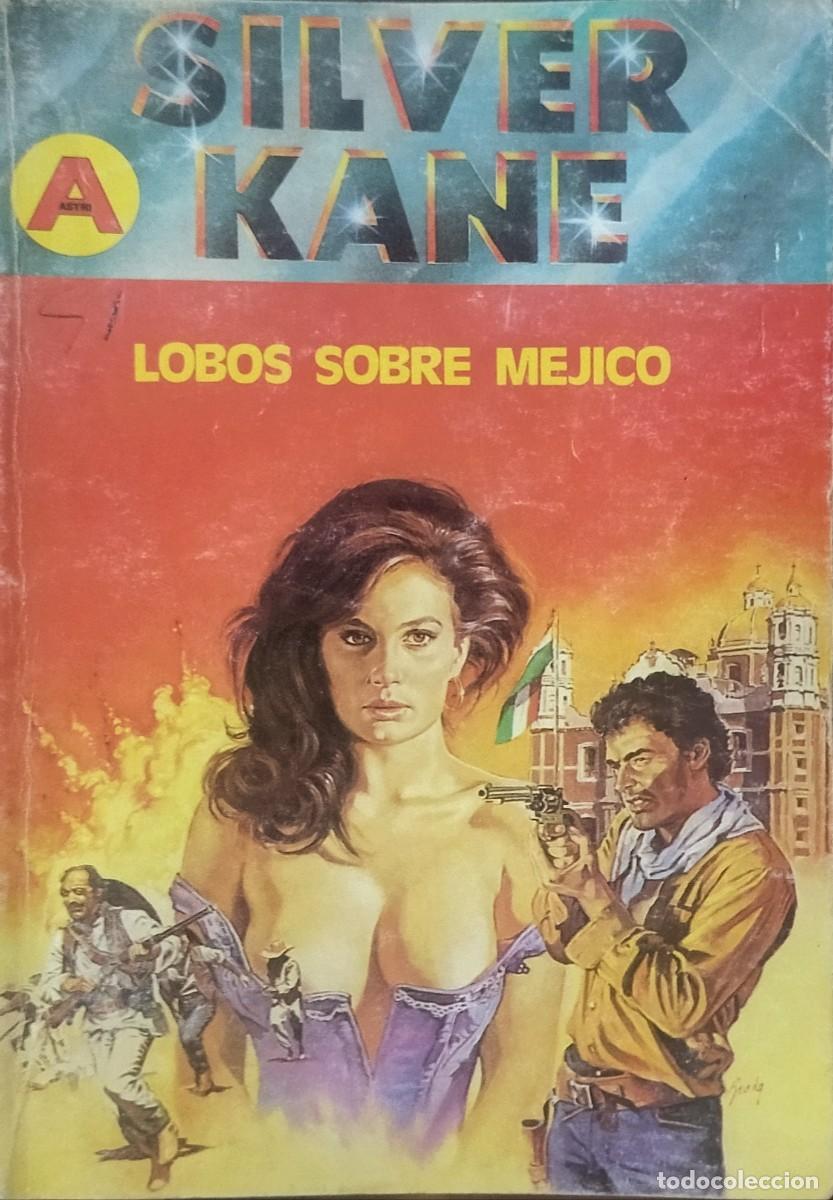 SILVER
KANE
A
ASTRI
LOBOS SOBRE MEJICO
todocoleccion